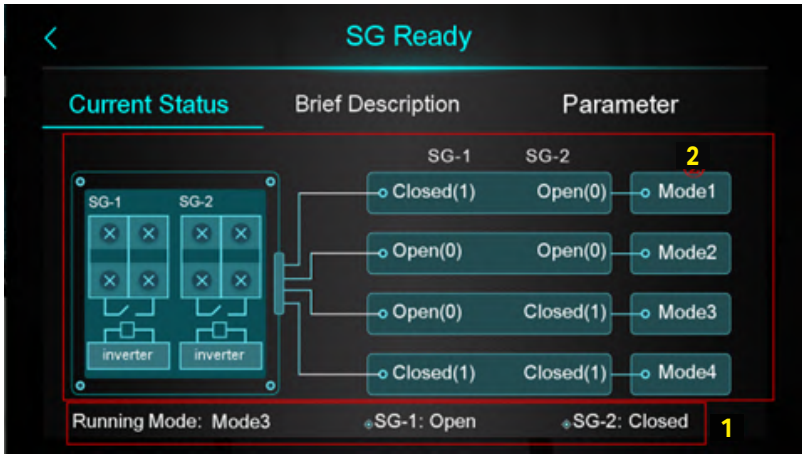 SG Ready
Current Status Brief Description Parameter
SG-1 SG-2 2
SG-1 SG-2
Closed(1) Open(0) Mode1
Open(0) Open(0) Mode2
Open(0) Closed(1) Mode3
inverter inverter
Closed(1) Closed(1) Mode4
Running Mode: Mode3 SG-1: Open SG-2: Closed 1